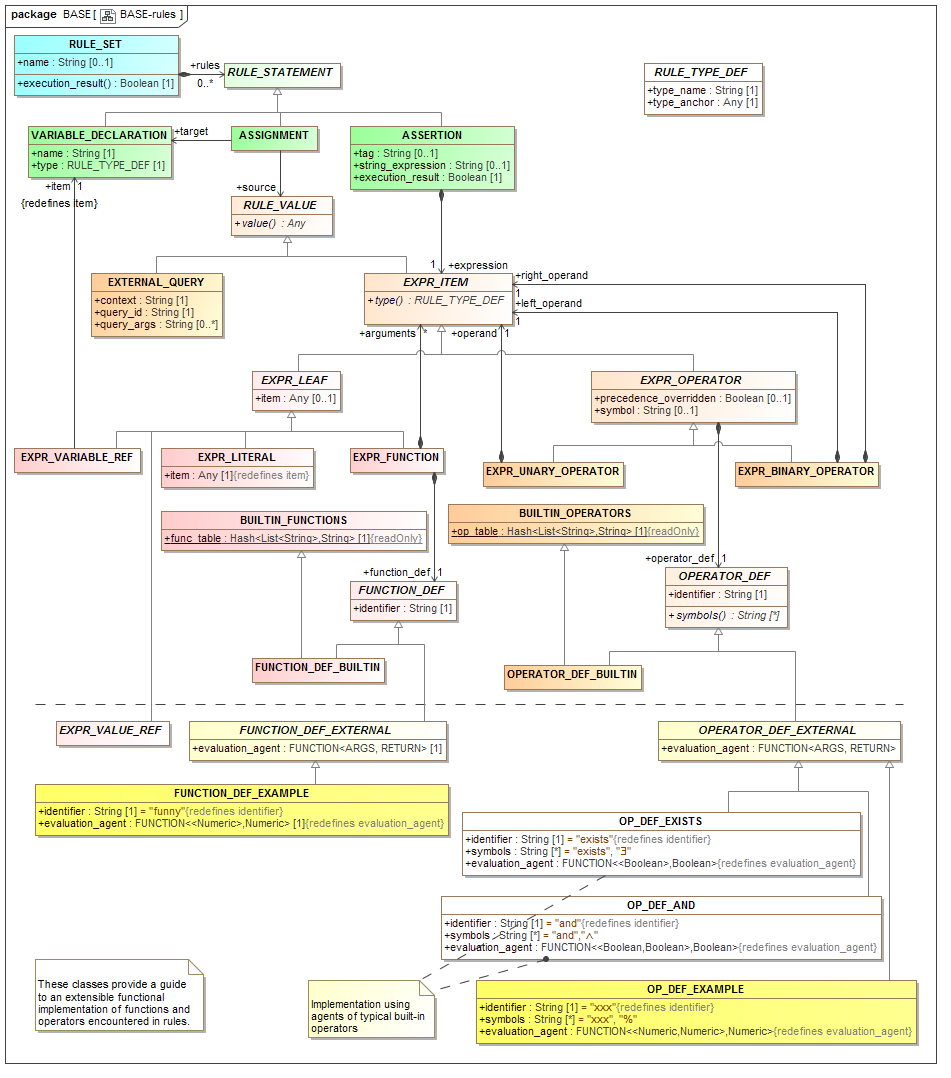 package BASE [ BASE-rules ]
RULE_SET
+name : String [0..1]
+execution_result() : Boolean [1]
+rules
0..*
RULE_STATEMENT
RULE_TYPE_DEF
+type_name : String [1]
+type_anchor : Any [1]
VARIABLE_DECLARATION
+name : String [1]
+type : RULE_TYPE_DEF [1]
+target
ASSIGNMENT
ASSERTION
+tag : String [0..1]
+string_expression : String [0..1]
+execution_result : Boolean [1]
+item 1
{redefines item}
+source
RULE_VALUE
+value() : Any
1 +expression
EXTERNAL_QUERY
+context : String [1]
+query_id : String [1]
+query_args : String [0..*]
EXPR_ITEM
+type() : RULE_TYPE_DEF
+right_operand
1
+left_operand
1
+arguments *
+operand 1
EXPR_LEAF
+item : Any [0..1]
EXPR_OPERATOR
+precedence_overridden : Boolean [0..1]
+symbol : String [0..1]
EXPR_VARIABLE_REF
EXPR_LITERAL
+item : Any [1]{redefines item}
EXPR_FUNCTION
EXPR_UNARY_OPERATOR
EXPR_BINARY_OPERATOR
BUILTIN_FUNCTIONS
+func_table : Hash<List<String>,String> [1]{readOnly}
BUILTIN_OPERATORS
+op_table : Hash<List<String>,String> [1]{readOnly}
+function_def 1
FUNCTION_DEF
+identifier : String [1]
+operator_def 1
OPERATOR_DEF
+identifier : String [1]
+symbols() : String [*]
FUNCTION_DEF_BUILTIN
OPERATOR_DEF_BUILTIN
EXPR_VALUE_REF
FUNCTION_DEF_EXTERNAL
+evaluation_agent : FUNCTION<ARGS, RETURN> [1]
OPERATOR_DEF_EXTERNAL
+evaluation_agent : FUNCTION<ARGS, RETURN>
FUNCTION_DEF_EXAMPLE
+identifier : String [1] = "funny"{redefines identifier}
+evaluation_agent : FUNCTION<<Numeric>,Numeric> [1]{redefines evaluation_agent}
OP_DEF_EXISTS
+identifier : String [1] = "exists"{redefines identifier}
+symbols : String [*] = "exists", "∃"
+evaluation_agent : FUNCTION<<Boolean>,Boolean>{redefines evaluation_agent}
OP_DEF_AND
+identifier : String [1] = "and"{redefines identifier}
+symbols : String [*] = "and","∧"
+evaluation_agent : FUNCTION<<Boolean,Boolean>,Boolean>{redefines evaluation_agent}
These classes provide a guide
to an extensible functional
implementation of functions and
operators encountered in rules.
Implementation using
agents of typical built-in
operators
OP_DEF_EXAMPLE
+identifier : String [1] = "xxx"{redefines identifier}
+symbols : String [*] = "xxx", "%"
+evaluation_agent : FUNCTION<<Numeric,Numeric>,Numeric>{redefines evaluation_agent}